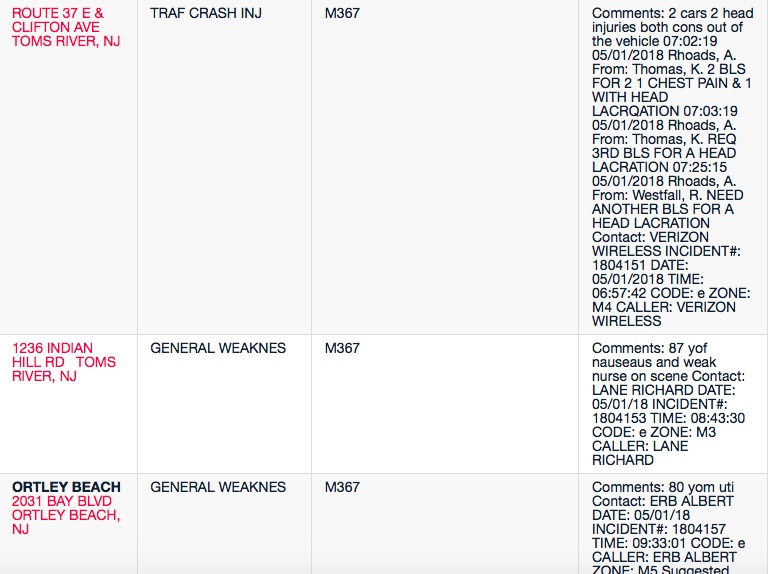 ROUTE 37 E &
CLIFTON AVE
TOMS RIVER, NJ
TRAF CRASH INJ
M367
Comments: 2 cars 2 head
injuries both cons out of
the vehicle 07:02:19
05/01/2018 Rhoads, A.
From: Thomas, K. 2 BLS
FOR 2 1 CHEST PAIN & 1
WITH HEAD
LACRQATION 07:03:19
05/01/2018 Rhoads, A.
From: Thomas, K. REQ
3RD BLS FOR A HEAD
LACRATION 07:25:15
05/01/2018 Rhoads, A.
From: Westfall, R. NEED
ANOTHER BLS FOR A
HEAD LACRATION
Contact: VERIZON
WIRELESS INCIDENT#:
1804151 DATE:
05/01/2018 TIME:
06:57:42 CODE: e ZONE:
M4 CALLER: VERIZON
WIRELESS
1236 INDIAN
HILL RD TOMS
RIVER, NJ
GENERAL WEAKNES
M367
Comments: 87 yof
nauseaus and weak
nurse on scene Contact:
LANE RICHARD DATE:
05/01/18 INCIDENT#:
1804153 TIME: 08:43:30
CODE: e ZONE: M3
CALLER: LANE
RICHARD
ORTLEY BEACH
2031 BAY BLVD
ORTLEY BEACH,
NJ
GENERAL WEAKNES
M367
Comments: 80 yom uti
Contact: ERB ALBERT
DATE: 05/01/18
INCIDENT#: 1804157
TIME: 09:33:01 CODE: e
CALLER: ERB ALBERT
ZONE: M5 Suggested